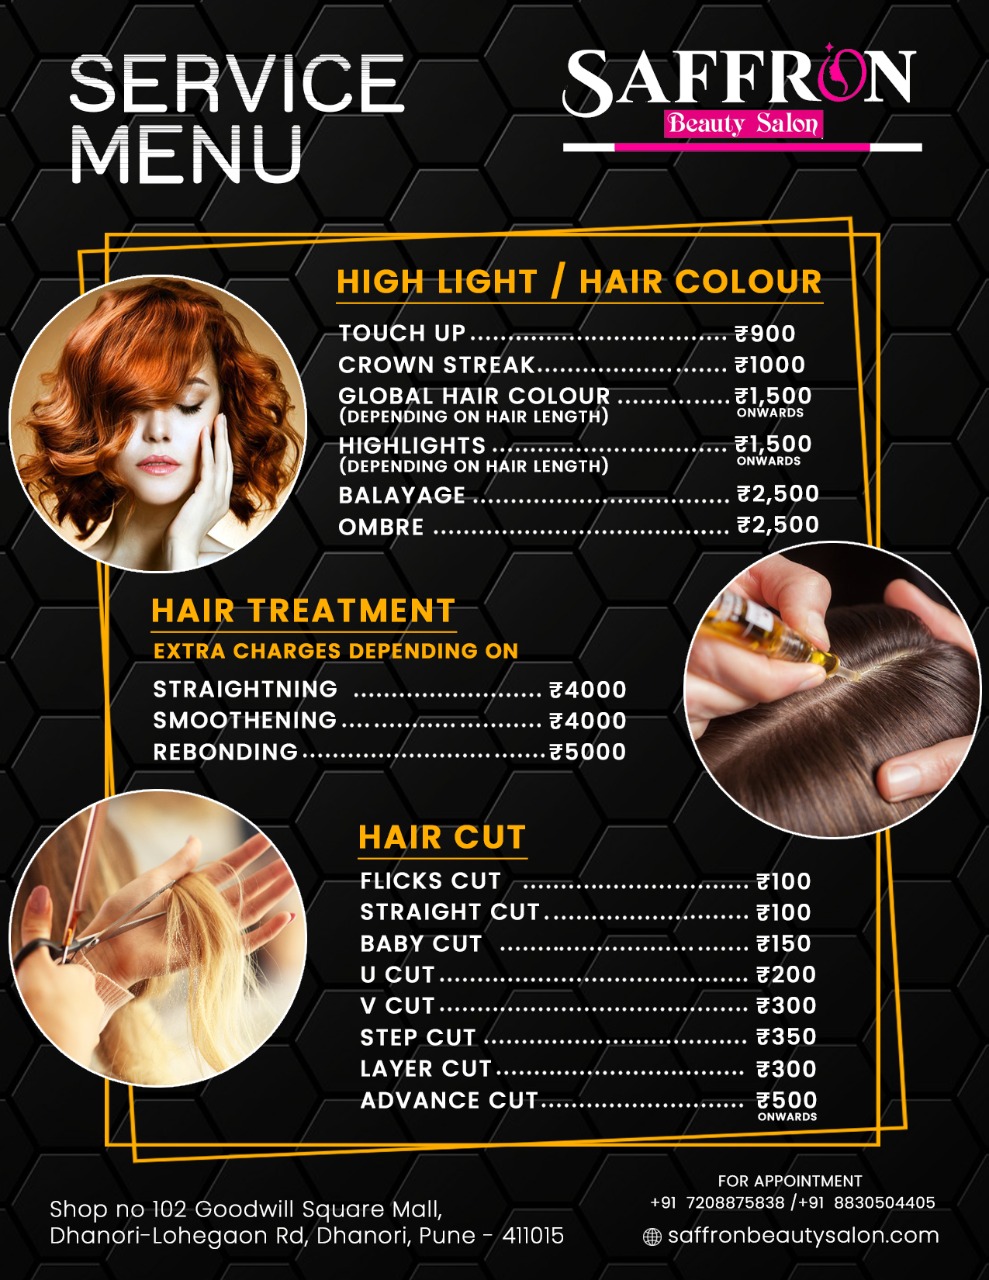 SERVICE
MENU
SAFFRON
Beauty Salon
HIGH LIGHT / HAIR COLOUR
TOUCH UP.................................₹900
CROWN STREAK........................₹1000
GLOBAL HAIR COLOUR ..............₹1,500
(DEPENDING ON HAIR LENGTH) ONWARDS
HIGHLIGHTS ..............................₹1,500
(DEPENDING ON HAIR LENGTH) ONWARDS
BALAYAGE .................................₹2,500
OMBRE ......................................₹2,500
HAIR TREATMENT
EXTRA CHARGES DEPENDING ON
STRAIGHTNING ........................₹4000
SMOOTHENING.........................₹4000
REBONDING...............................₹5000
HAIR CUT
FLICKS CUT .............................₹100
STRAIGHT CUT..........................₹100
BABY CUT ................................₹150
U CUT.......................................₹200
V CUT.......................................₹300
STEP CUT .................................₹350
LAYER CUT................................₹300
ADVANCE CUT..........................₹500
ONWARDS
Shop no 102 Goodwill Square Mall,
Dhanori-Lohegaon Rd, Dhanori, Pune - 411015
FOR APPOINTMENT
+91 7208875838 /+91 8830504405
saffronbeautysalon.com